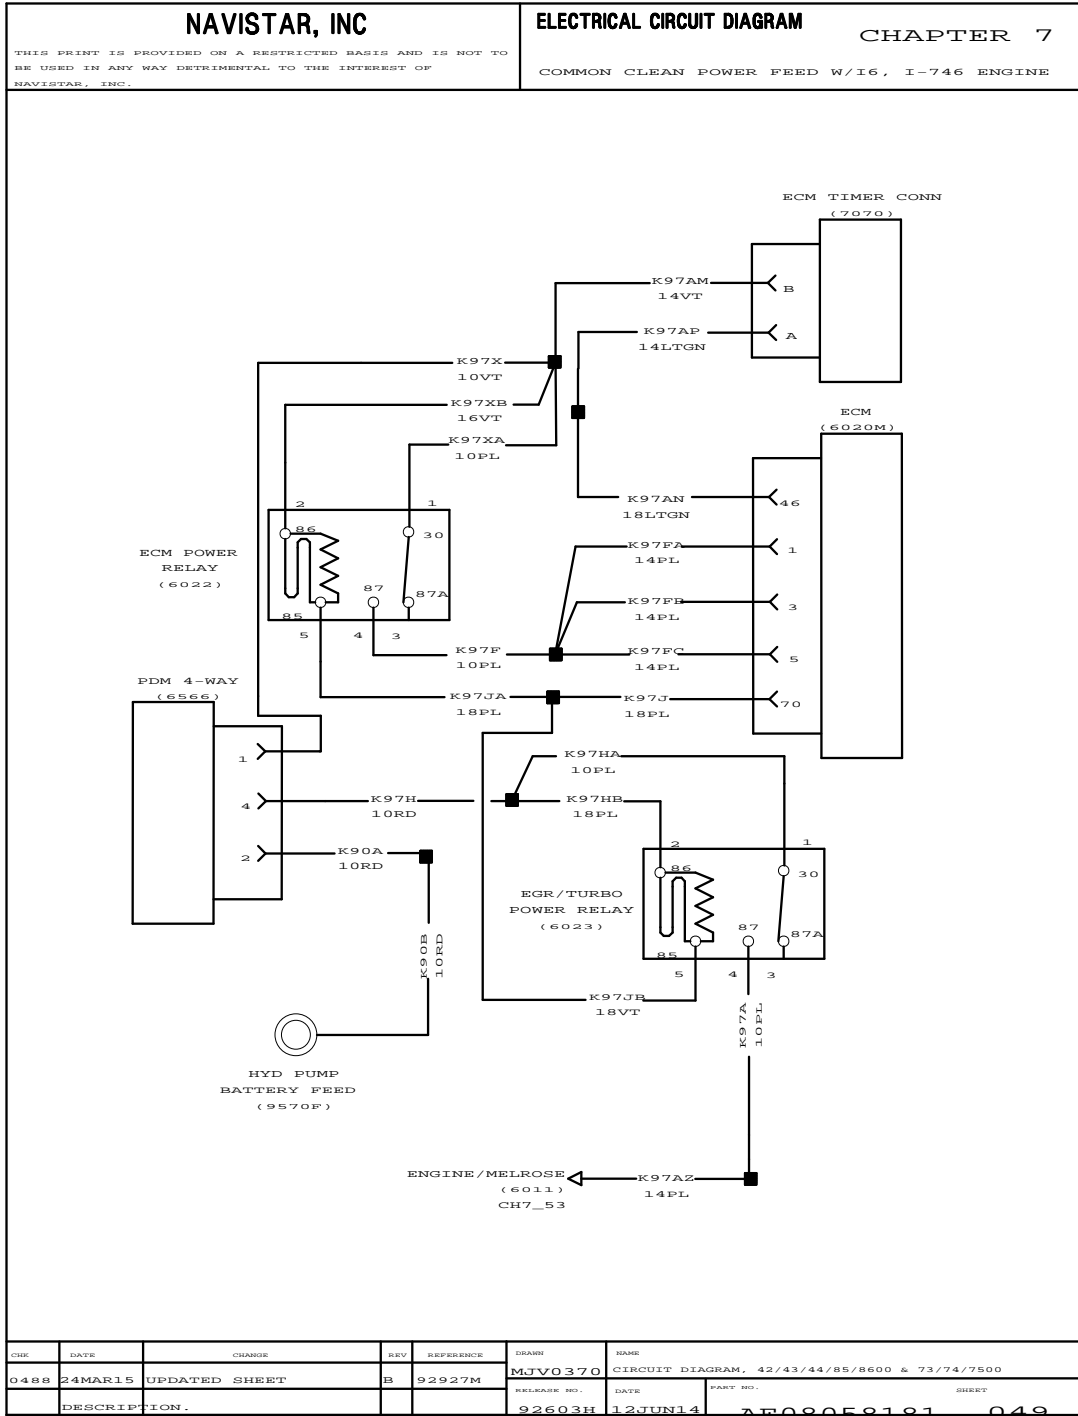 NAVISTAR, INC
THIS PRINT IS PROVIDED ON A RESTRICTED BASIS AND IS NOT TO
BE USED IN ANY WAY DETRIMENTAL TO THE INTEREST OF
NAVISTAR, INC.
ELECTRICAL CIRCUIT DIAGRAM
CHAPTER 7
COMMON CLEAN POWER FEED W/I6, I-746 ENGINE
ECM TIMER CONN
(7070)
K97AM
14VT
B
K97AP
14LTGN
A
K97X
10VT
K97XB
16VT
K97XA
10PL
ECM
(6020M)
K97AN
18LTGN
46
K97FA
14PL
1
K97FB
14PL
3
K97FC
14PL
5
K97J
18PL
70
2
1
86
30
ECM POWER
RELAY
(6022)
87
87A
85
5
4
3
K97F
10PL
K97JA
18PL
PDM 4-WAY
(6566)
1
4
2
K97H
10RD
K90A
10RD
K97HA
10PL
K97HB
18PL
2
1
86
30
EGR/TURBO
POWER RELAY
(6023)
87
87A
85
5
4
3
K90B
10RD
K97JB
18VT
K97A
10PL
HYD PUMP
BATTERY FEED
(9570F)
ENGINE/MELROSE
(6011)
CH7_53
K97AZ
14PL
CHK DATE CHANGE REV REFERENCE
0488 24MAR15 UPDATED SHEET B 92927M
DESCRIPTION.
DRAWN
MJV0370
NAME
CIRCUIT DIAGRAM, 42/43/44/85/8600 & 73/74/7500
RELEASE NO.
92603H
DATE
12JUN14
PART NO.
AF08058181
SHEET
049